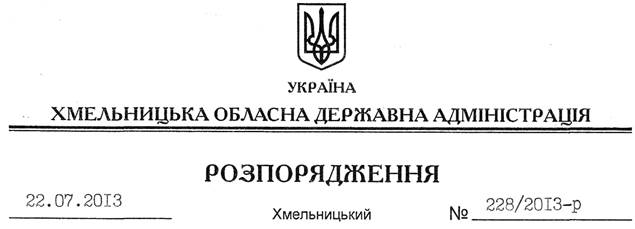 УКРАЇНА
ХМЕЛЬНИЦЬКА ОБЛАСНА ДЕРЖАВНА АДМІНІСТРАЦІЯ
РОЗПОРЯДЖЕННЯ
22.07.2013 Хмельницький № 228/2013-р